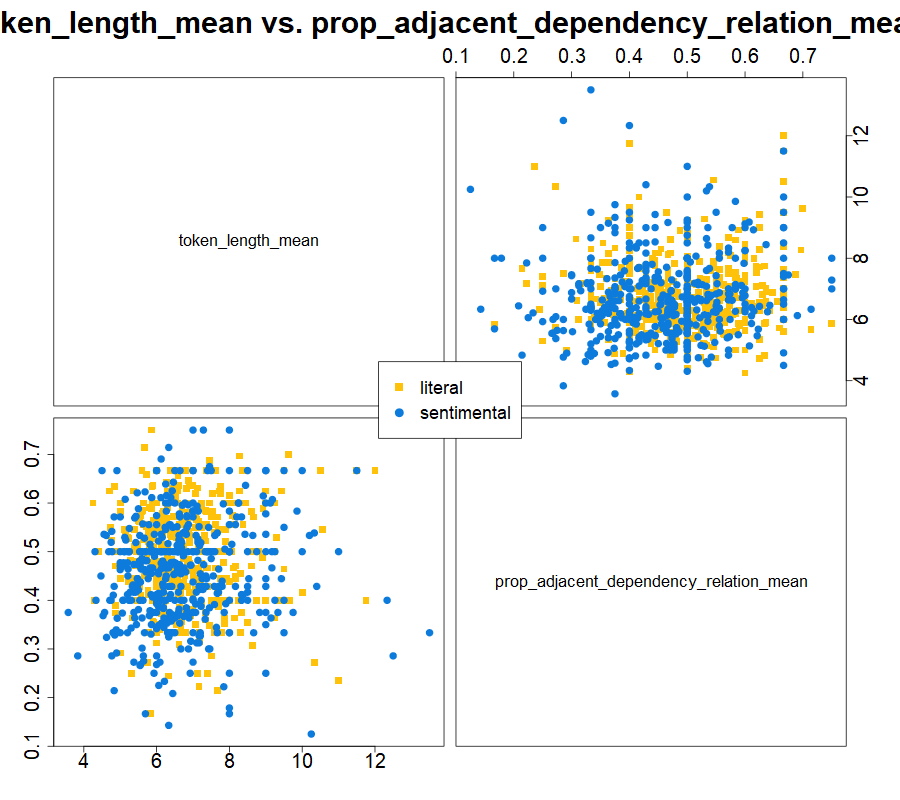 ken_length_mean vs. prop_adjacent_dependency_relation_mea
0.1 0.2 0.3 0.4 0.5 0.6 0.7
token_length_mean
12
10
8
6
4
literal
sentimental
0.7
0.6
0.5
0.4
0.3
0.2
0.1
prop_adjacent_dependency_relation_mean
4 6 8 10 12